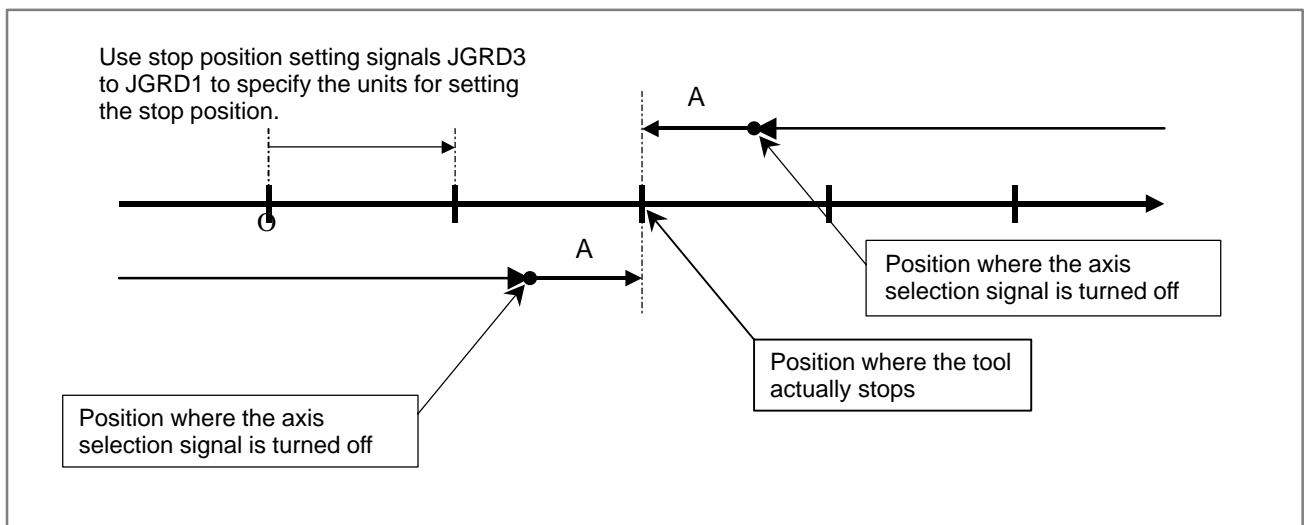 Use stop position setting signals JGRD3
to JGRD1 to specify the units for setting
the stop position.
A
O
A
Position where the axis
selection signal is turned off
Position where the tool
actually stops
Position where the axis
selection signal is turned off